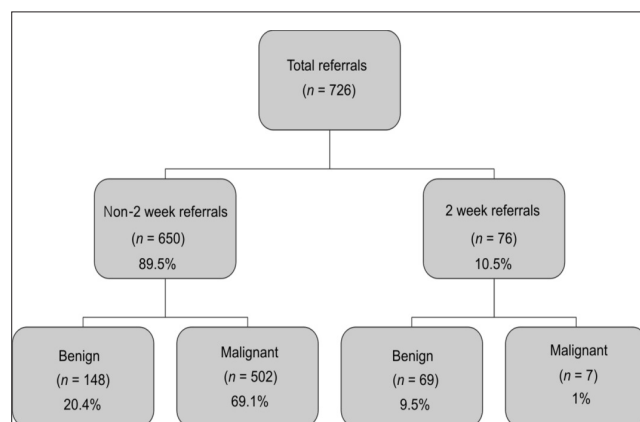 Total referrals
(n = 726)
Non-2 week referrals
(n = 650)
89.5%
2 week referrals
(n = 76)
10.5%
Benign
(n = 148)
20.4%
Malignant
(n = 502)
69.1%
Benign
(n = 69)
9.5%
Malignant
(n = 7)
1%